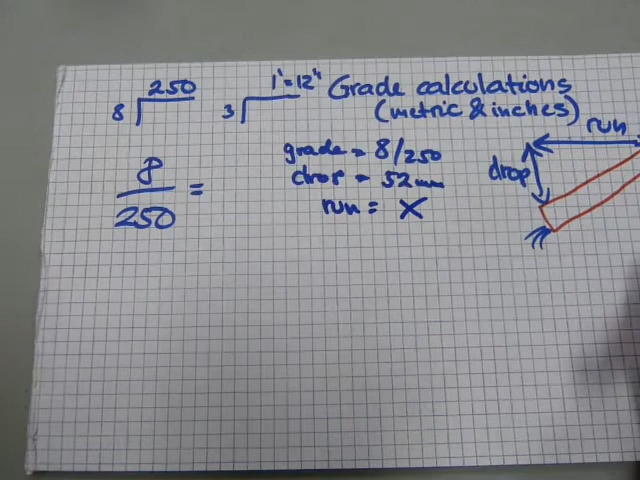 250
8
1'=12"
3
Grade calculations
(metric & inches)
run
drop
grade = 8/250
drop = 52mm
run = X
8
250
=